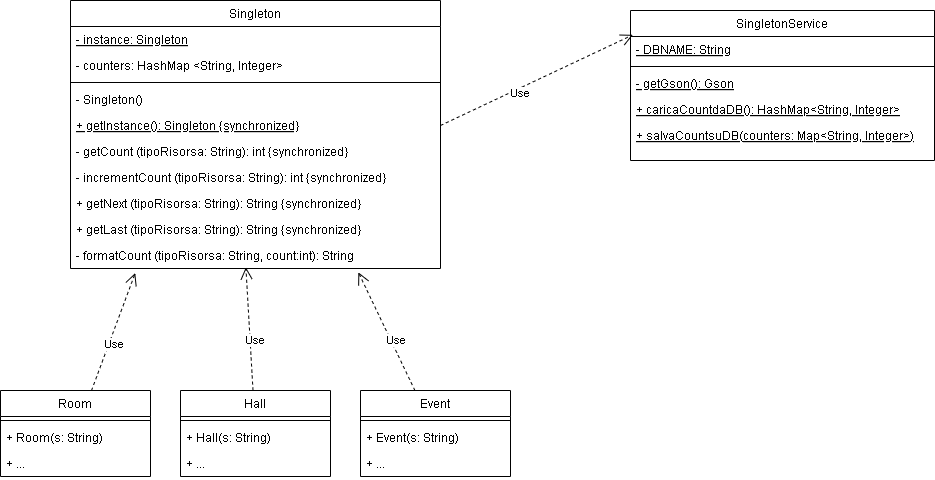 Singleton
- instance: Singleton
- counters: HashMap <String, Integer>
- Singleton()
+ getInstance(): Singleton {synchronized}
- getCount (tipoRisorsa: String): int {synchronized}
- incrementCount (tipoRisorsa: String): int {synchronized}
+ getNext (tipoRisorsa: String): String {synchronized}
+ getLast (tipoRisorsa: String): String {synchronized}
- formatCount (tipoRisorsa: String, count:int): String
SingletonService
- DBNAME: String
- getGson(): Gson
+ caricaCountdaDB(): HashMap<String, Integer>
+ salvaCountsuDB(counters: Map<String, Integer>)
Use
Use
Use
Use
Room
+ Room(s: String)
+ ...
Hall
+ Hall(s: String)
+ ...
Event
+ Event(s: String)
+ ...